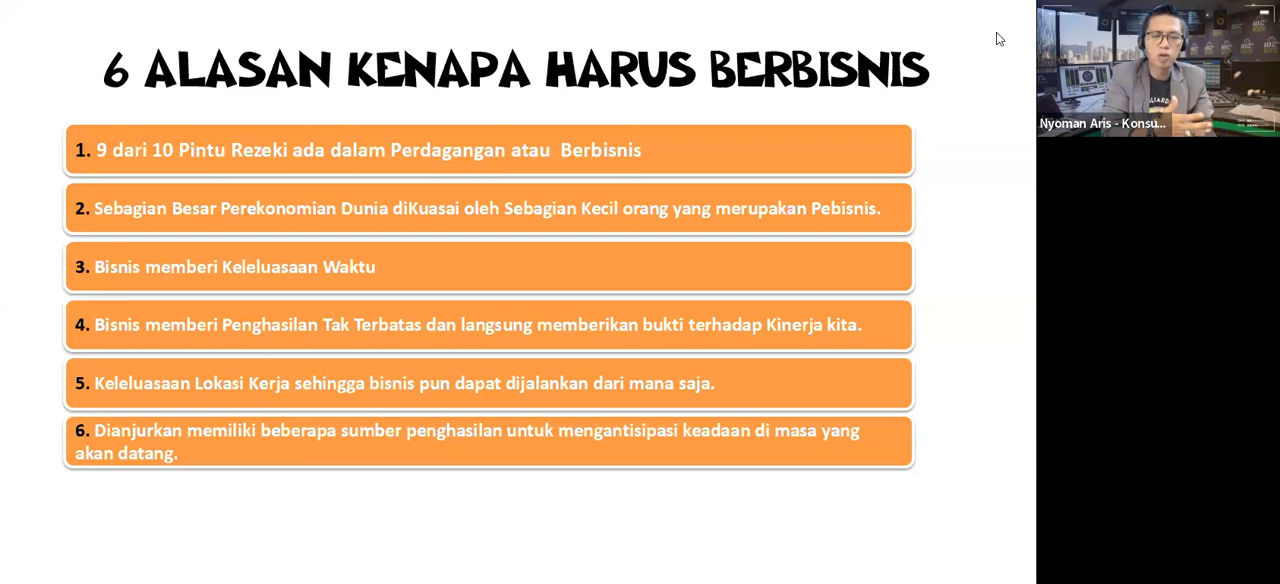 6 ALASAN KENAPA HARUS BERBISNIS
1. 9 dari 10 Pintu Rezeki ada dalam Perdagangan atau Berbisnis
2. Sebagian Besar Perekonomian Dunia diKuasai oleh Sebagian Kecil orang yang merupakan Pebisnis.
3. Bisnis memberi Keleluasaan Waktu
4. Bisnis memberi Penghasilan Tak Terbatas dan langsung memberikan bukti terhadap Kinerja kita.
5. Keleluasaan Lokasi Kerja sehingga bisnis pun dapat dijalankan dari mana saja.
6. Dianjurkan memiliki beberapa sumber penghasilan untuk mengantisipasi keadaan di masa yang
akan datang.
Nyoman Aris - Konsu...